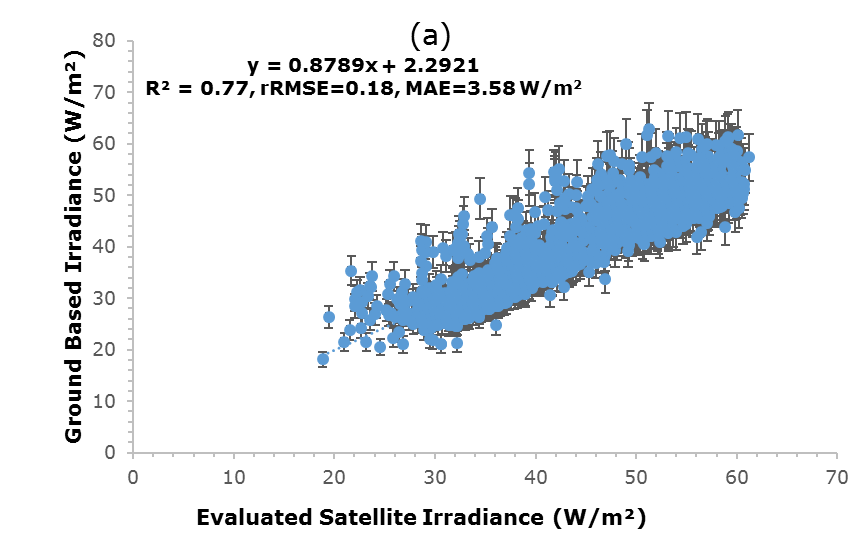 (a)
y = 0.8789x + 2.2921
R² = 0.77, rRMSE=0.18, MAE=3.58 W/m²
Ground Based Irradiance (W/m²)
80
70
60
50
40
30
20
10
0
0 10 20 30 40 50 60 70
Evaluated Satellite Irradiance (W/m²)